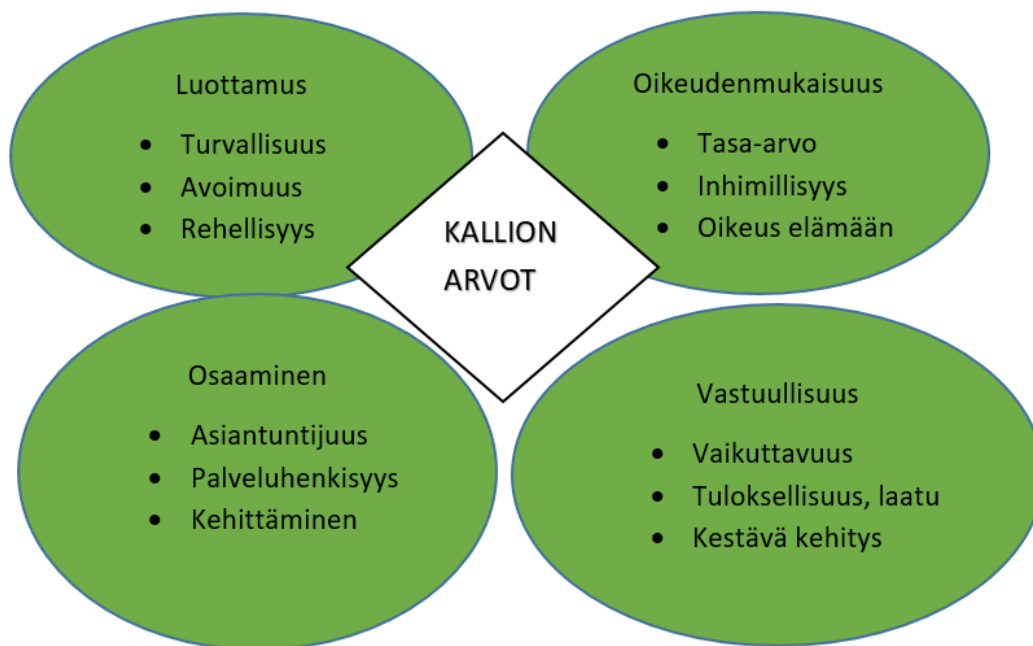 Luottamus
• Turvallisuus
• Avoimuus
• Rehellisyys
Oikeudenmukaisuus
• Tasa-arvo
• Inhimillisyys
• Oikeus elämään
KALLION
ARVOT
Osaaminen
• Asiantuntijuus
• Palveluhenkisyys
• Kehittäminen
Vastuullisuus
• Vaikuttavuus
• Tuloksellisuus, laatu
• Kestävä kehitys